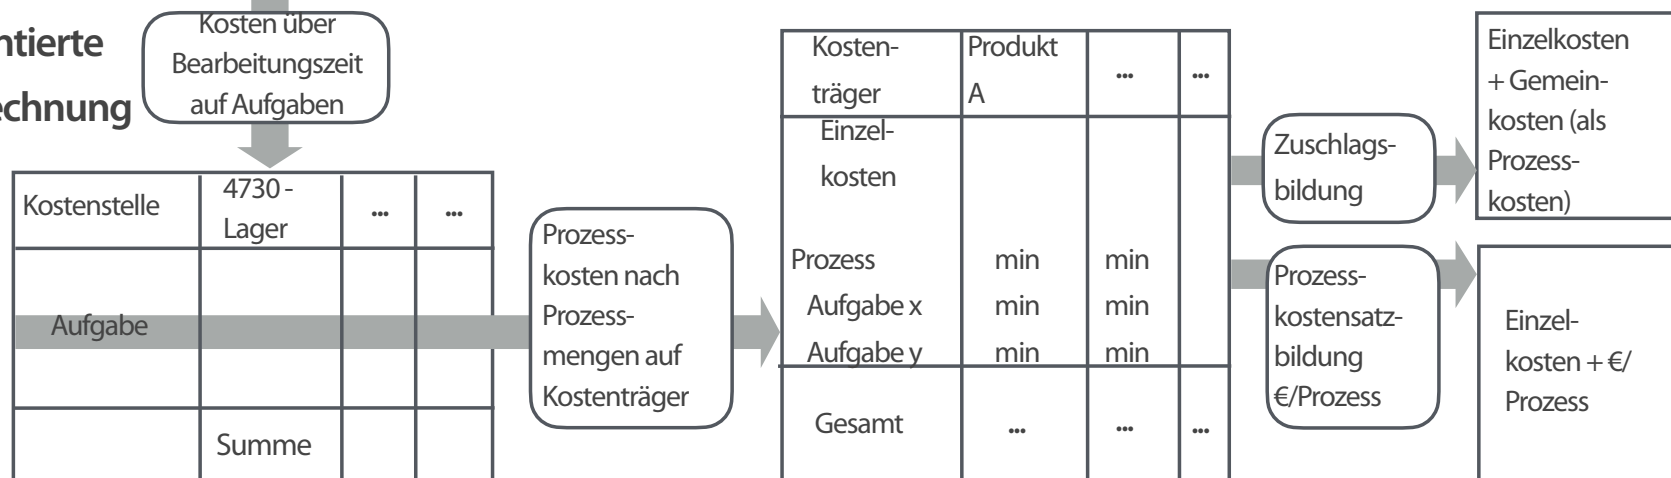 ntierte
echnung
Kosten über
Bearbeitungszeit
auf Aufgaben
Kostenstelle
4730 -
Lager
...
...
Aufgabe
Summe
Prozess-
kosten nach
Prozess-
mengen auf
Kostenträger
Kosten-
träger
Produkt
A
...
...
Einzel-
kosten
Prozess min min
Aufgabe x min min
Aufgabe y min min
Gesamt ... ... ...
Zuschlags-
bildung
Einzelkosten
+ Gemein-
kosten (als
Prozess-
kosten)
Prozess-
kostensatz-
bildung
€/Prozess
Einzel-
kosten + €/
Prozess